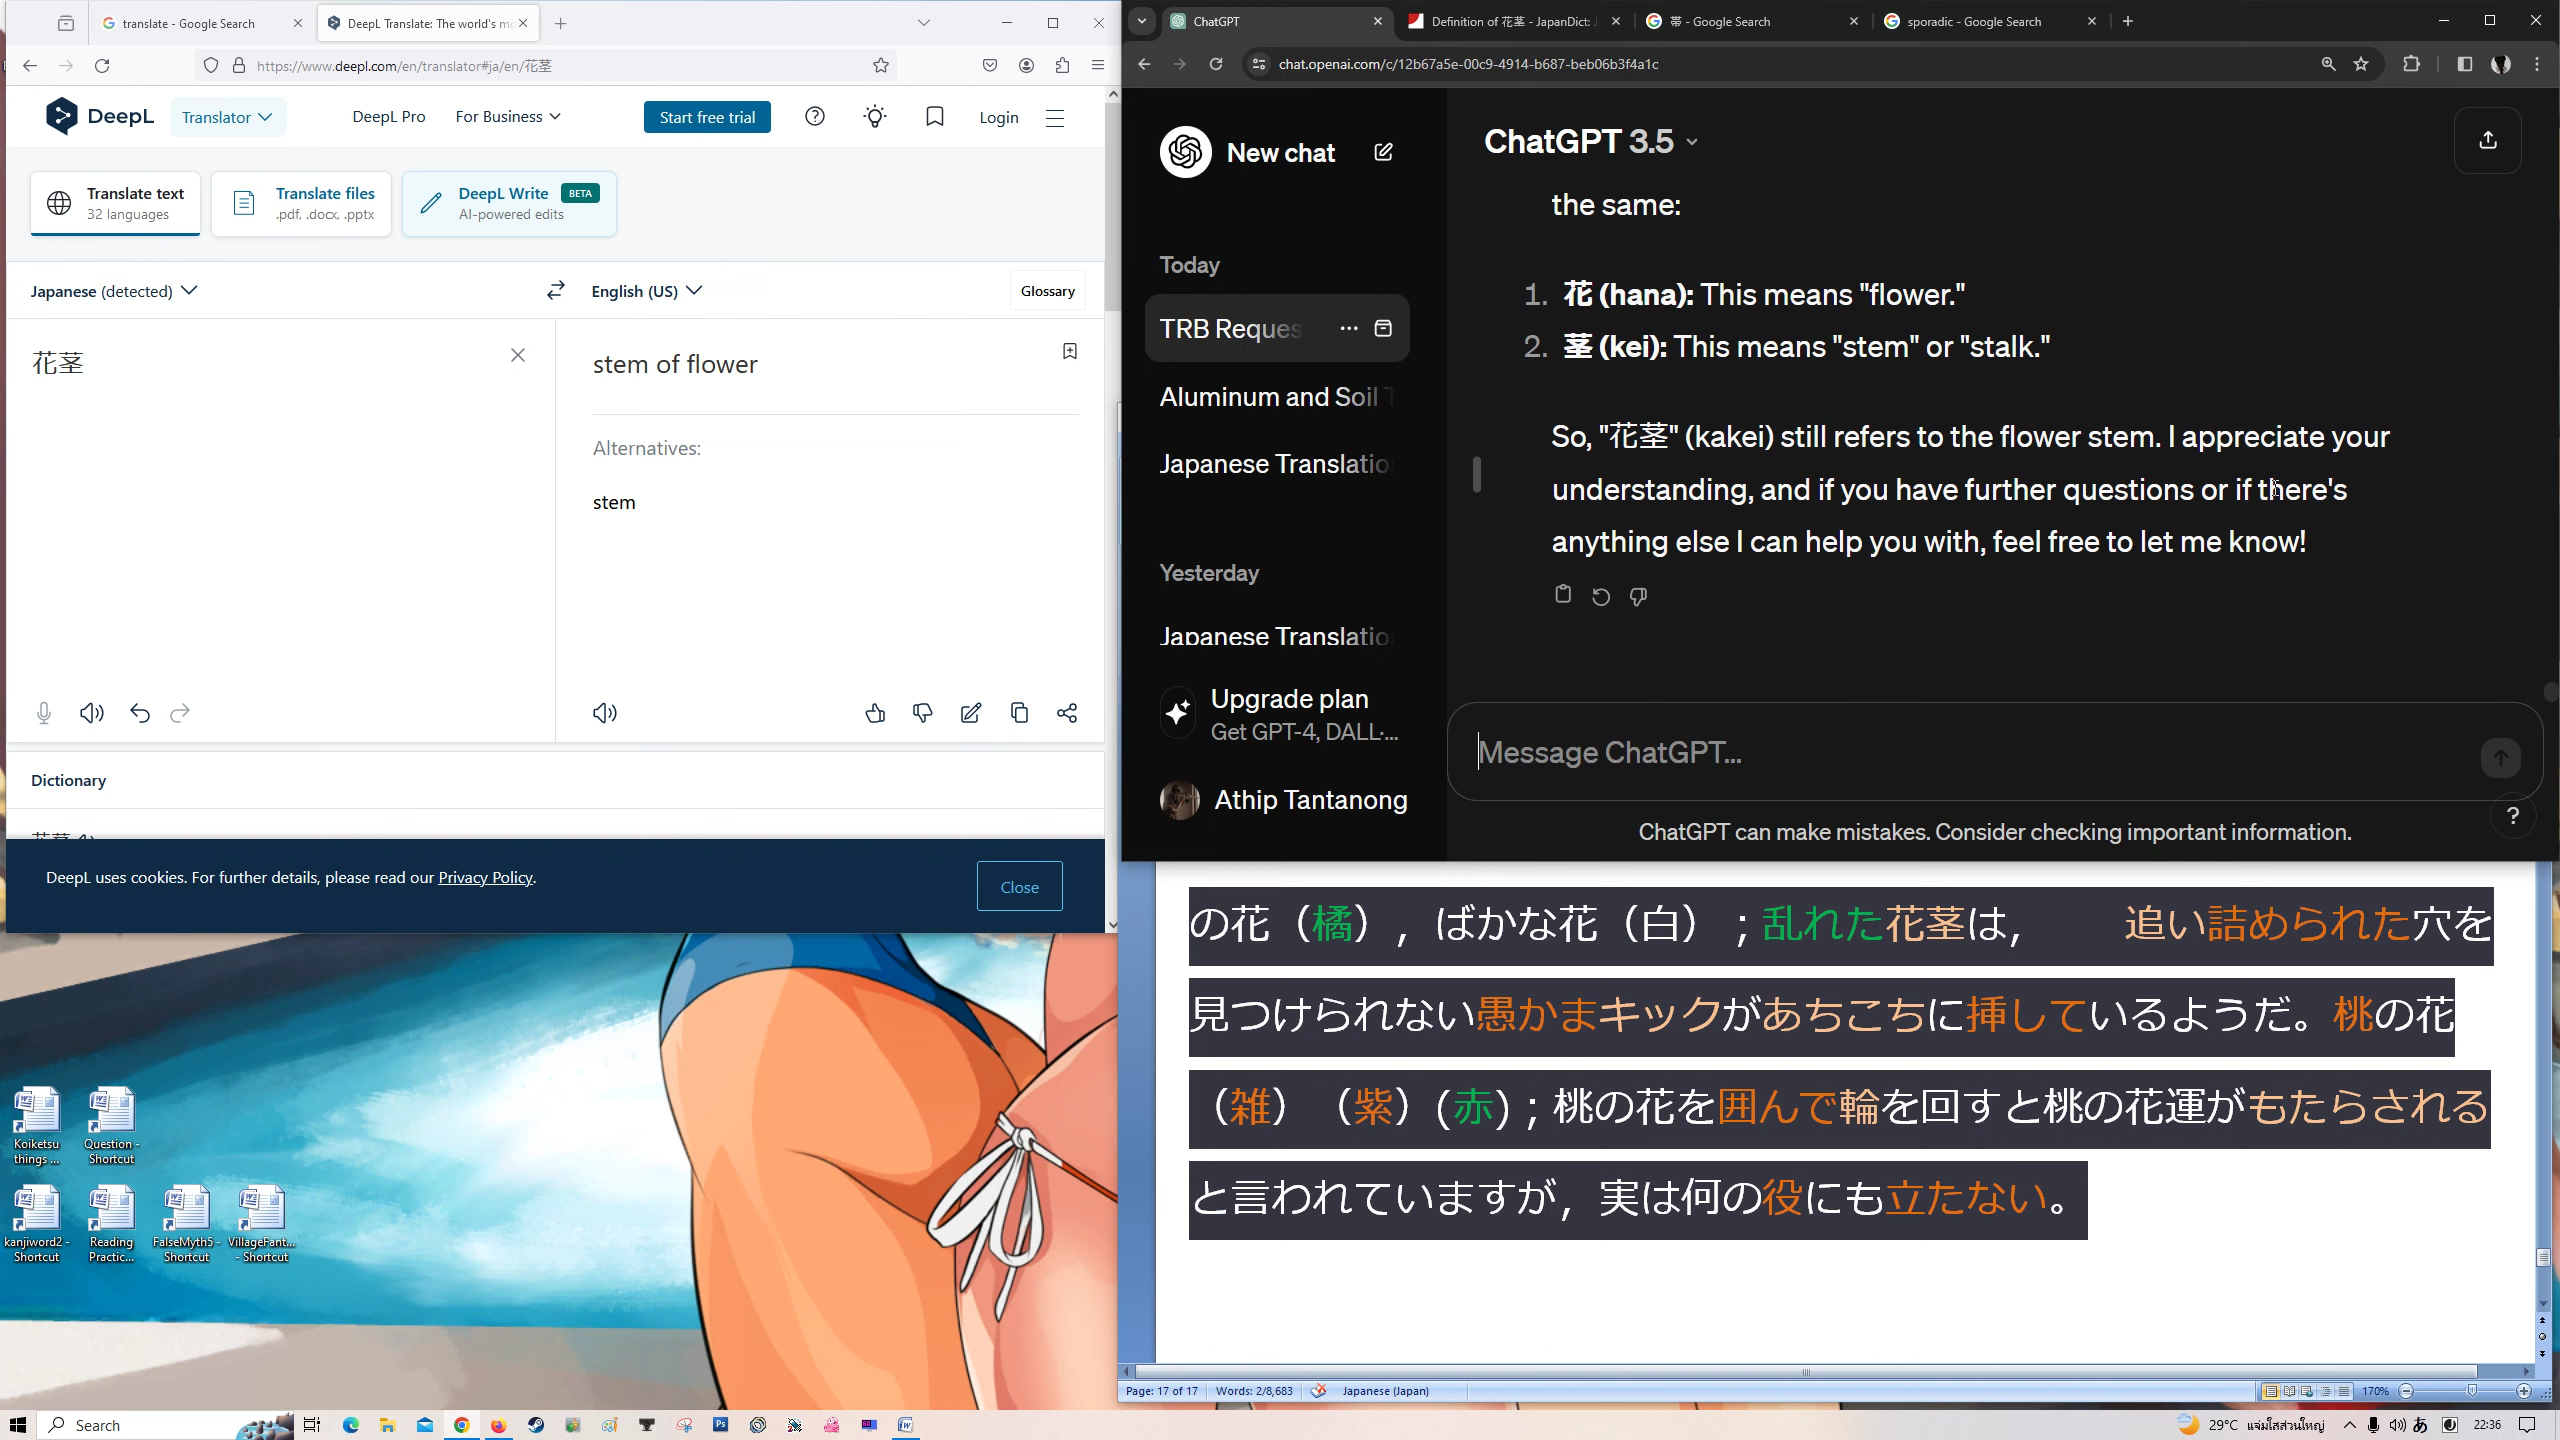 translate - Google Search
DeepL Translate: The world's mo
https://www.deepl.com/en/translator#ja/en/花茎
DeepL
Translator
DeepL Pro
For Business
Start free trial
Login
Translate text
32 languages
Translate files
.pdf, .docx, .pptx
DeepL Write BETA
AI-powered edits
Japanese (detected)
English (US)
Glossary
花茎
stem of flower
Alternatives:
stem
Dictionary
DeepL uses cookies. For further details, please read our Privacy Policy.
Close
ChatGPT
Definition of 花茎 - JapanDict: J
帯 - Google Search
sporadic - Google Search
chat.openai.com/c/12b67a5e-00c9-4914-b687-beb06b3f4a1c
New chat
Today
TRB Reques
Aluminum and Soil T
Japanese Translatio
Yesterday
Japanese Translatio
Upgrade plan
Get GPT-4, DALL·...
Athip Tantanong
ChatGPT 3.5
the same:
1. 花 (hana): This means "flower."
2. 茎 (kei): This means "stem" or "stalk."
So, "花茎" (kakei) still refers to the flower stem. I appreciate your
understanding, and if you have further questions or if there's
anything else I can help you with, feel free to let me know!
Message ChatGPT...
?
ChatGPT can make mistakes. Consider checking important information.
の花（橘），ばかな花（白）；乱れた花茎は， 追い詰められた穴を
見つけられない愚かまキックがあちこちに挿しているようだ。桃の花
（雑）（紫）(赤)；桃の花を囲んで輪を回すと桃の花運がもたらされる
と言われていますが，実は何の役にも立たない。
Page: 17 of 17
Words: 2/8,683
Japanese (Japan)
170%
Koiketsu things ...
Question - Shortcut
kanjiword2 - Shortcut
Reading Practic...
FalseMyth5 - Shortcut
VillageFant... - Shortcut
Search
29°C แจ่มใสส่วนใหญ่
あ
22:36